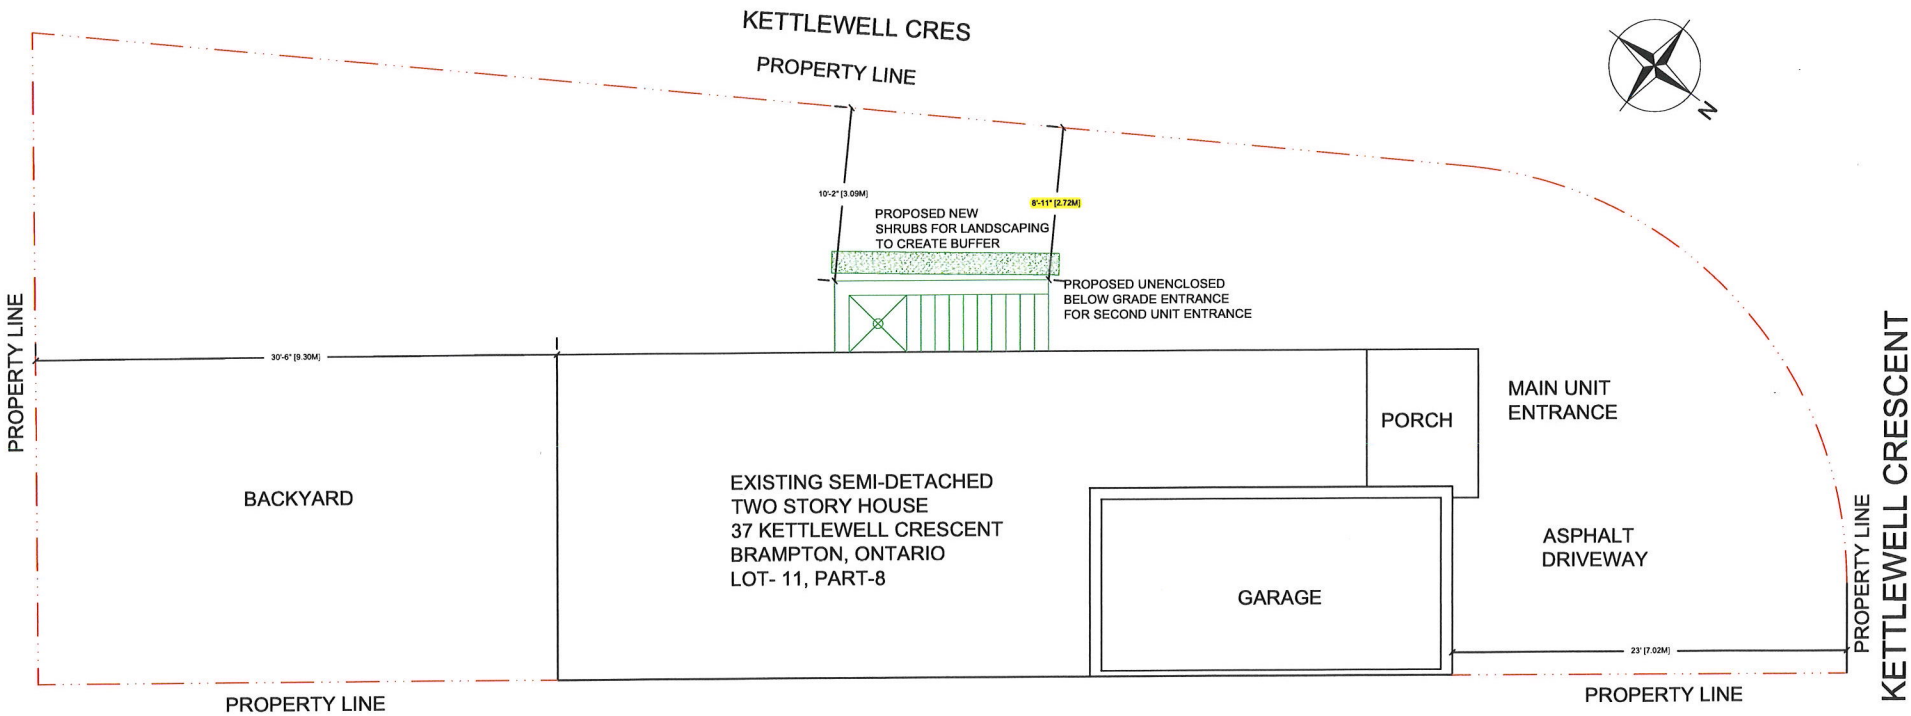 KETTLEWELL CRES
PROPERTY LINE
N
10'-2" [3.09M]
8'-11" [2.72M]
PROPOSED NEW
SHRUBS FOR LANDSCAPING
TO CREATE BUFFER
PROPOSED UNENCLOSED
BELOW GRADE ENTRANCE
FOR SECOND UNIT ENTRANCE
PROPERTY LINE
30'-6" [9.30M]
BACKYARD
EXISTING SEMI-DETACHED
TWO STORY HOUSE
37 KETTLEWELL CRESCENT
BRAMPTON, ONTARIO
LOT- 11, PART-8
PORCH
MAIN UNIT
ENTRANCE
GARAGE
ASPHALT
DRIVEWAY
23' [7.02M]
PROPERTY LINE
KETTLEWELL CRESCENT
PROPERTY LINE
PROPERTY LINE